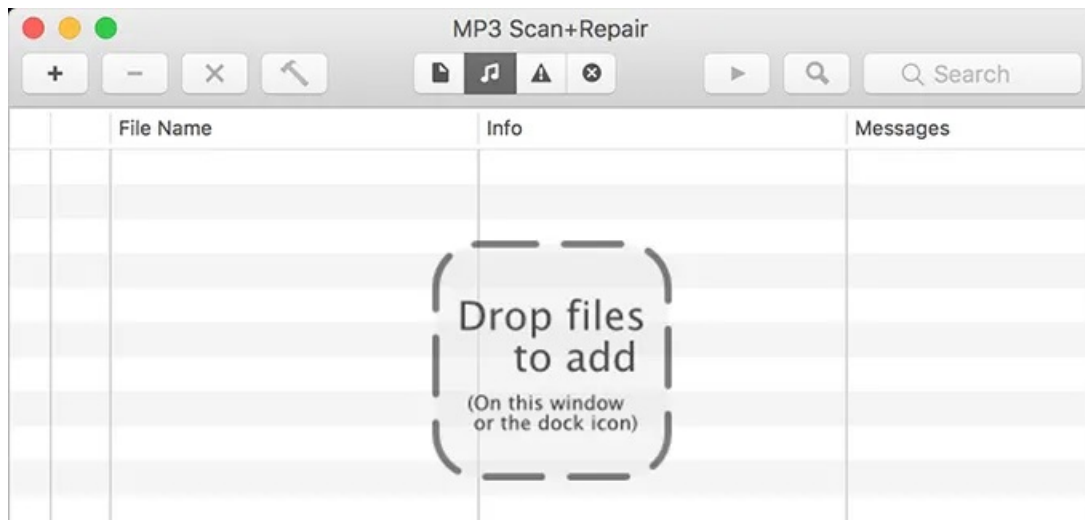 MP3 Scan+Repair
Search
File Name
Info
Messages
Drop files
to add
(On this window
or the dock icon)